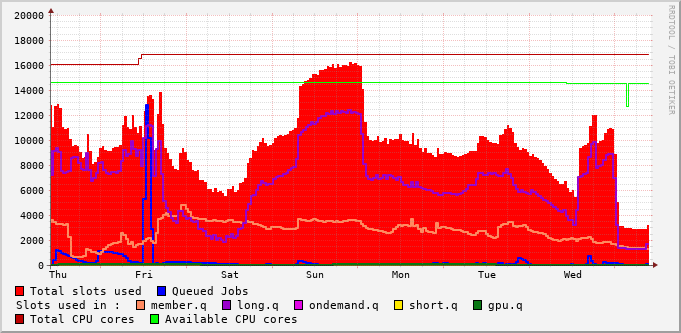 20000
18000
16000
14000
12000
10000
8000
6000
4000
2000
0
Thu Fri Sat Sun Mon Tue Wed
RRDTOOL / TOBI OETIKER
Total slots used Queued Jobs
Slots used in : member.q long.q ondemand.q short.q gpu.q
Total CPU cores Available CPU cores